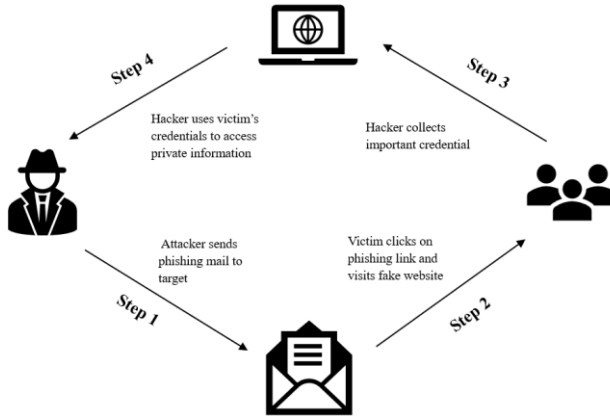 Step 4
Step 3
Hacker uses victim's
credentials to access
private information
Hacker collects
important credential
Attacker sends
phishing mail to
target
Victim clicks on
phishing link and
visits fake website
Step 1
Step 2